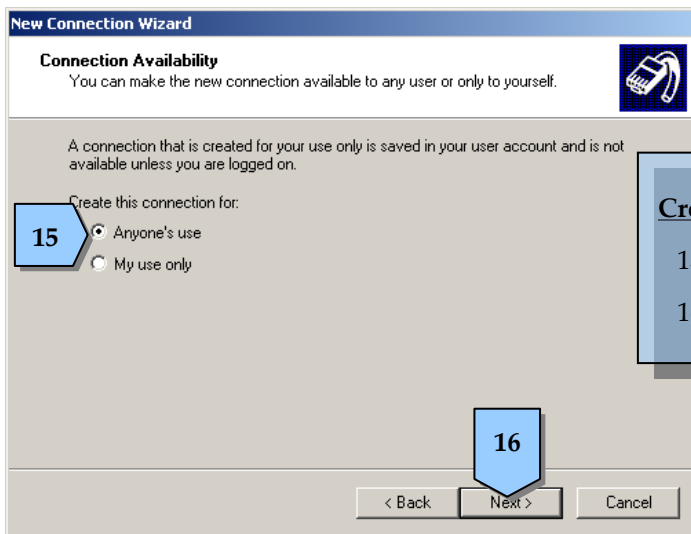 New Connection Wizard
Connection Availability
You can make the new connection available to any user or only to yourself.
A connection that is created for your use only is saved in your user account and is not
available unless you are logged on.
Create this connection for:
15
Anyone's use
My use only
16
< Back
Next >
Cancel